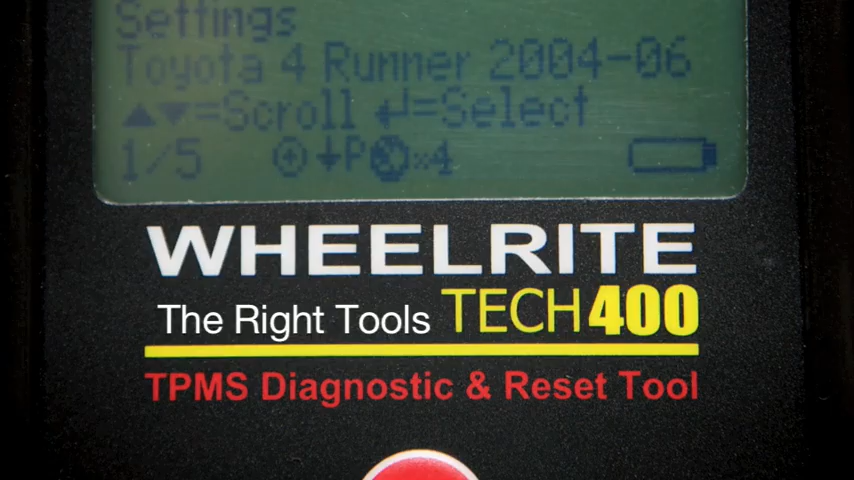 Settings
Toyota 4 Runner 2004-06
▲▼=Scroll ↵=Select
1/5 P x4
WHEELRITE
The Right Tools TECH400
TPMS Diagnostic & Reset Tool